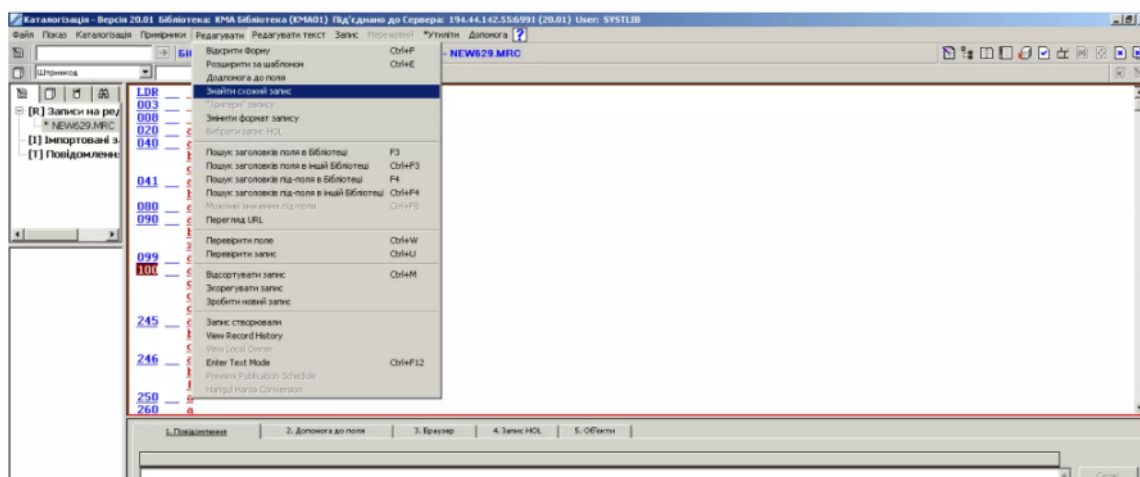 Каталогізація - Версія 20.01 Бібліотека: КМА Бібліотека (KMA01) Під'єднано до Сервера: 194.44.142.55:6991 (20.01) User: SYSTLIB
Файл Показ Каталогізація Примірники Редагувати Редагувати текст Запис Мережевий *Утиліти Допомога ?
- NEW629.MRC
Штрихкод
[R] Записи на ред
* NEW629.MRC
[I] Імпортовані з
[T] Повідомлення
LDR
003
008
020
040
041
080
090
099
100
245
246
250
260 a
Відкрити Форму Ctrl+F
Розширити за шаблоном Ctrl+E
Допомога до поля
Знайти схожий запис
"Тригери" запису
Змінити формат запису
Вибрати запис HOL
Пошук заголовків поля в Бібліотеці F3
Пошук заголовків поля в іншій Бібліотеці Ctrl+F3
Пошук заголовків під-поля в Бібліотеці F4
Пошук заголовків під-поля в іншій Бібліотеці Ctrl+F4
Можливі значення під-поля Ctrl+F8
Перегляд URL
Перевірити поле Ctrl+W
Перевірити запис Ctrl+U
Відсортувати запис Ctrl+M
Зкорегувати запис
Зробити новий запис
Запис створювали
View Record History
View Local Owner
Enter Text Mode Ctrl+F12
Preview Publication Schedule
Hangul Hanja Conversion
1. Повідомлення 2. Допомога до поля 3. Браузер 4. Запис HOL 5. Об'єкти